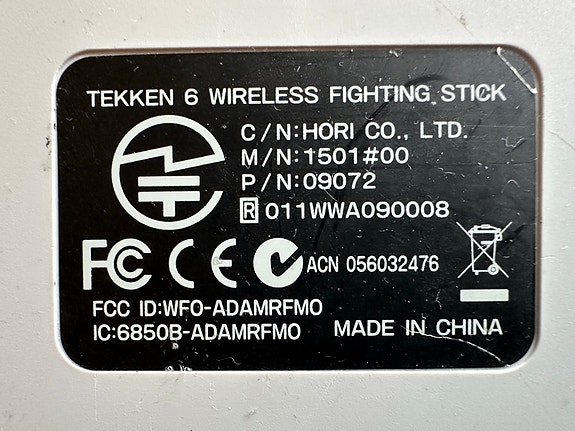 TEKKEN 6 WIRELESS FIGHTING STICK
C/N:HORI CO., LTD.
M/N:1501#00
P/N:09072
R 011WWA090008
FC CE ACN 056032476
FCC ID:WFO-ADAMRFMO
IC:6850B-ADAMRFMO
MADE IN CHINA